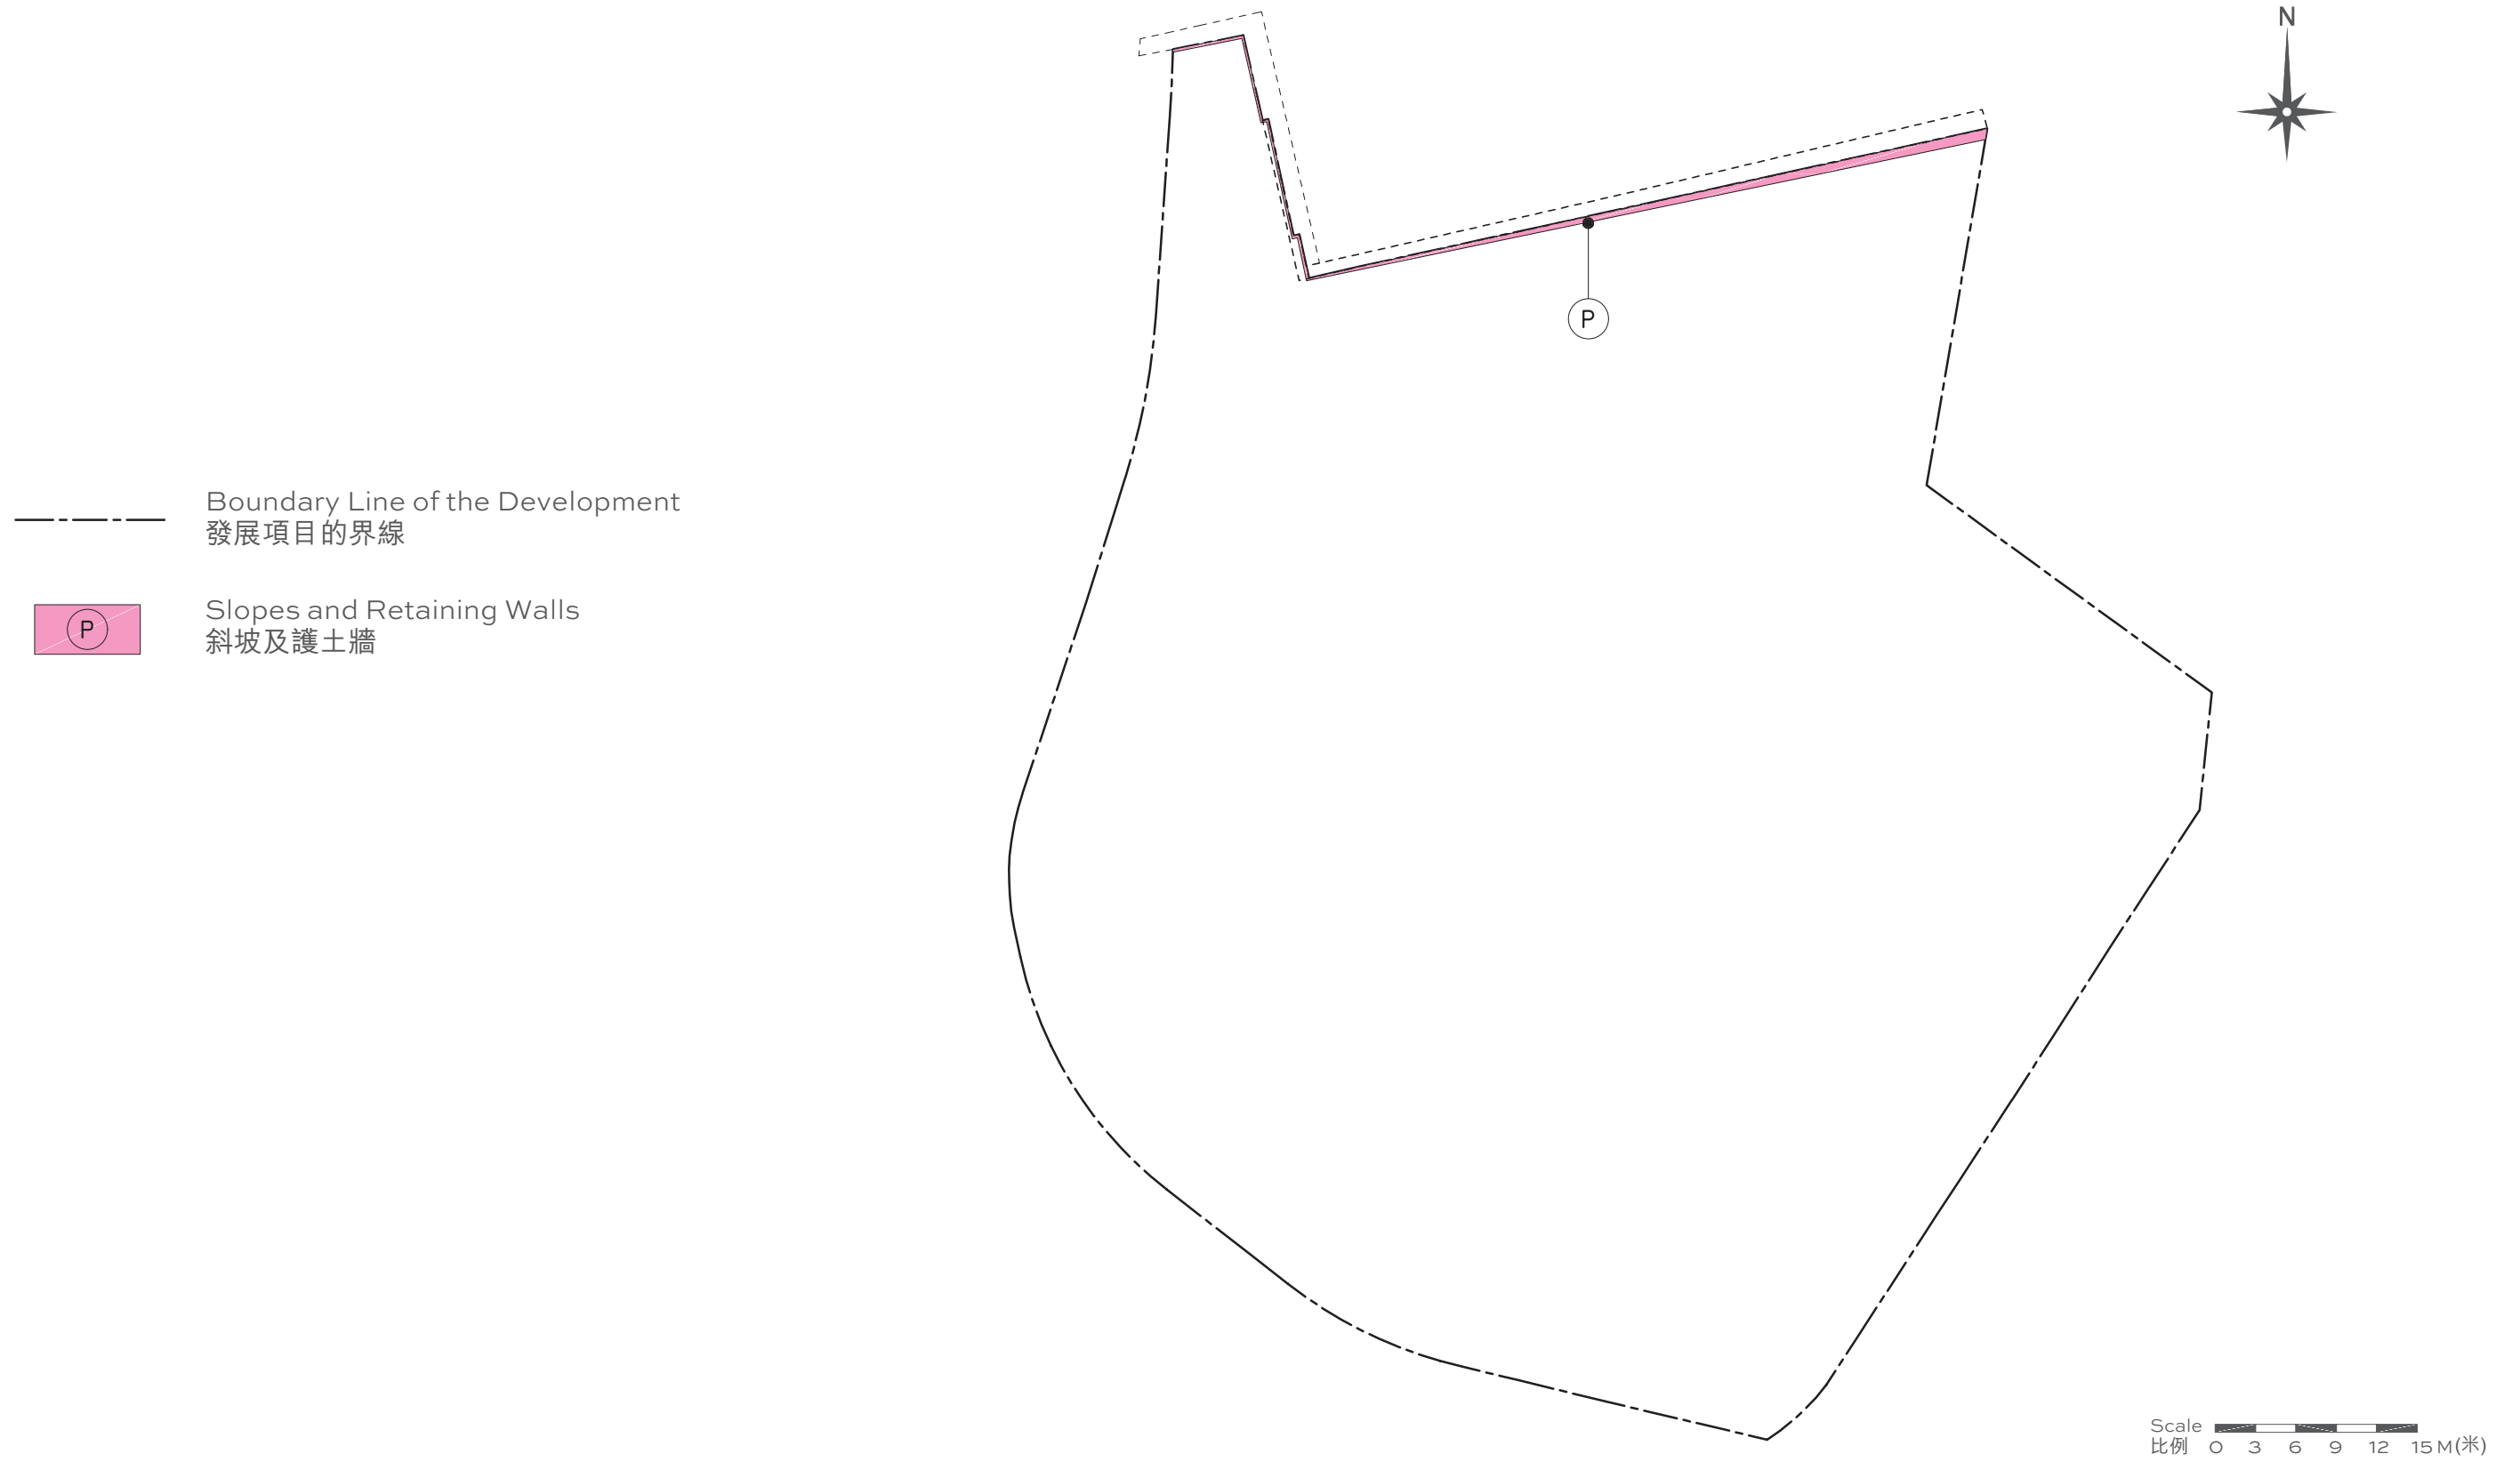 N
P
Boundary Line of the Development
發展項目的界線
P
Slopes and Retaining Walls
斜坡及護土牆
Scale
比例 0 3 6 9 12 15 M(米)